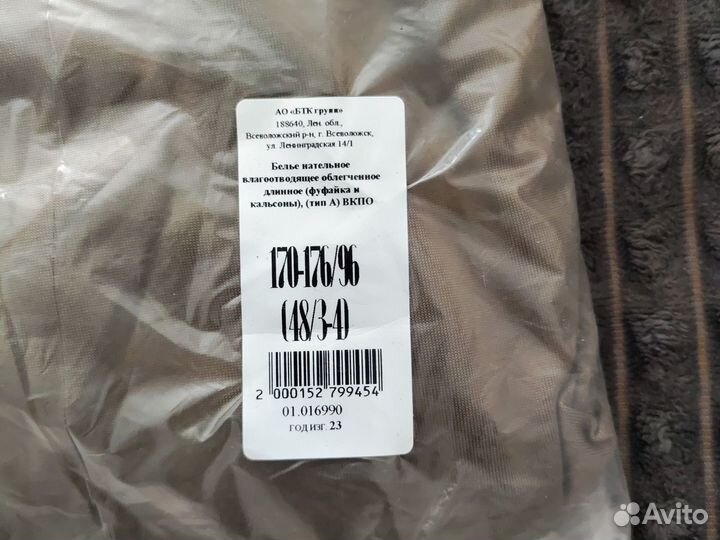 АО «БТК групп»
188640, Лен. обл.,
Всеволожский р-н, г. Всеволожск,
ул. Ленинградская 14/1
Белье нательное
влагоотводящее облегченное
длинное (фуфайка и
кальсоны), (тип А) ВКПО
170-176/96
(48/3-4)
2 000152 799454
01.016990
ГОД ИЗГ. 23
Avito